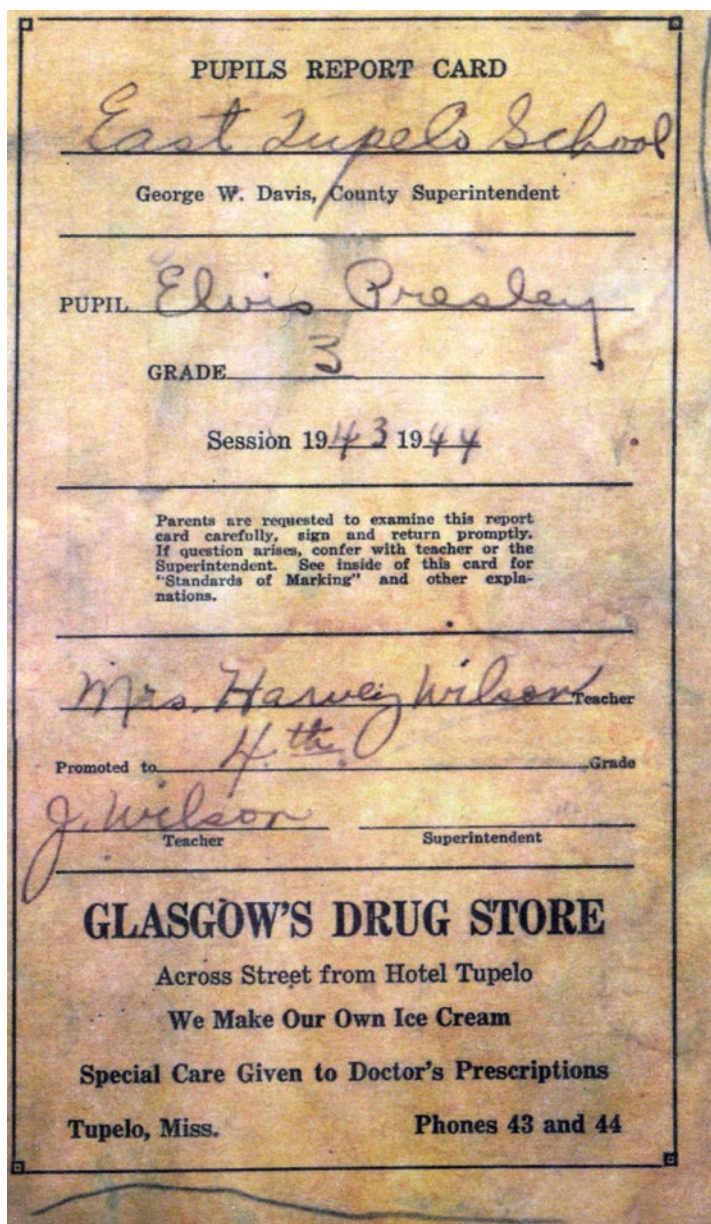 PUPILS REPORT CARD
East Tupelo School
George W. Davis, County Superintendent
PUPIL Elvis Presley
GRADE 3
Session 1943 1944
Parents are requested to examine this report
card carefully, sign and return promptly.
If question arises, confer with teacher or the
Superintendent. See inside of this card for
"Standards of Marking" and other expla-
nations.
Mrs. Harvey Wilson Teacher
Promoted to 4th. Grade
J. Wilson
Teacher Superintendent
GLASGOW'S DRUG STORE
Across Street from Hotel Tupelo
We Make Our Own Ice Cream
Special Care Given to Doctor's Prescriptions
Tupelo, Miss. Phones 43 and 44